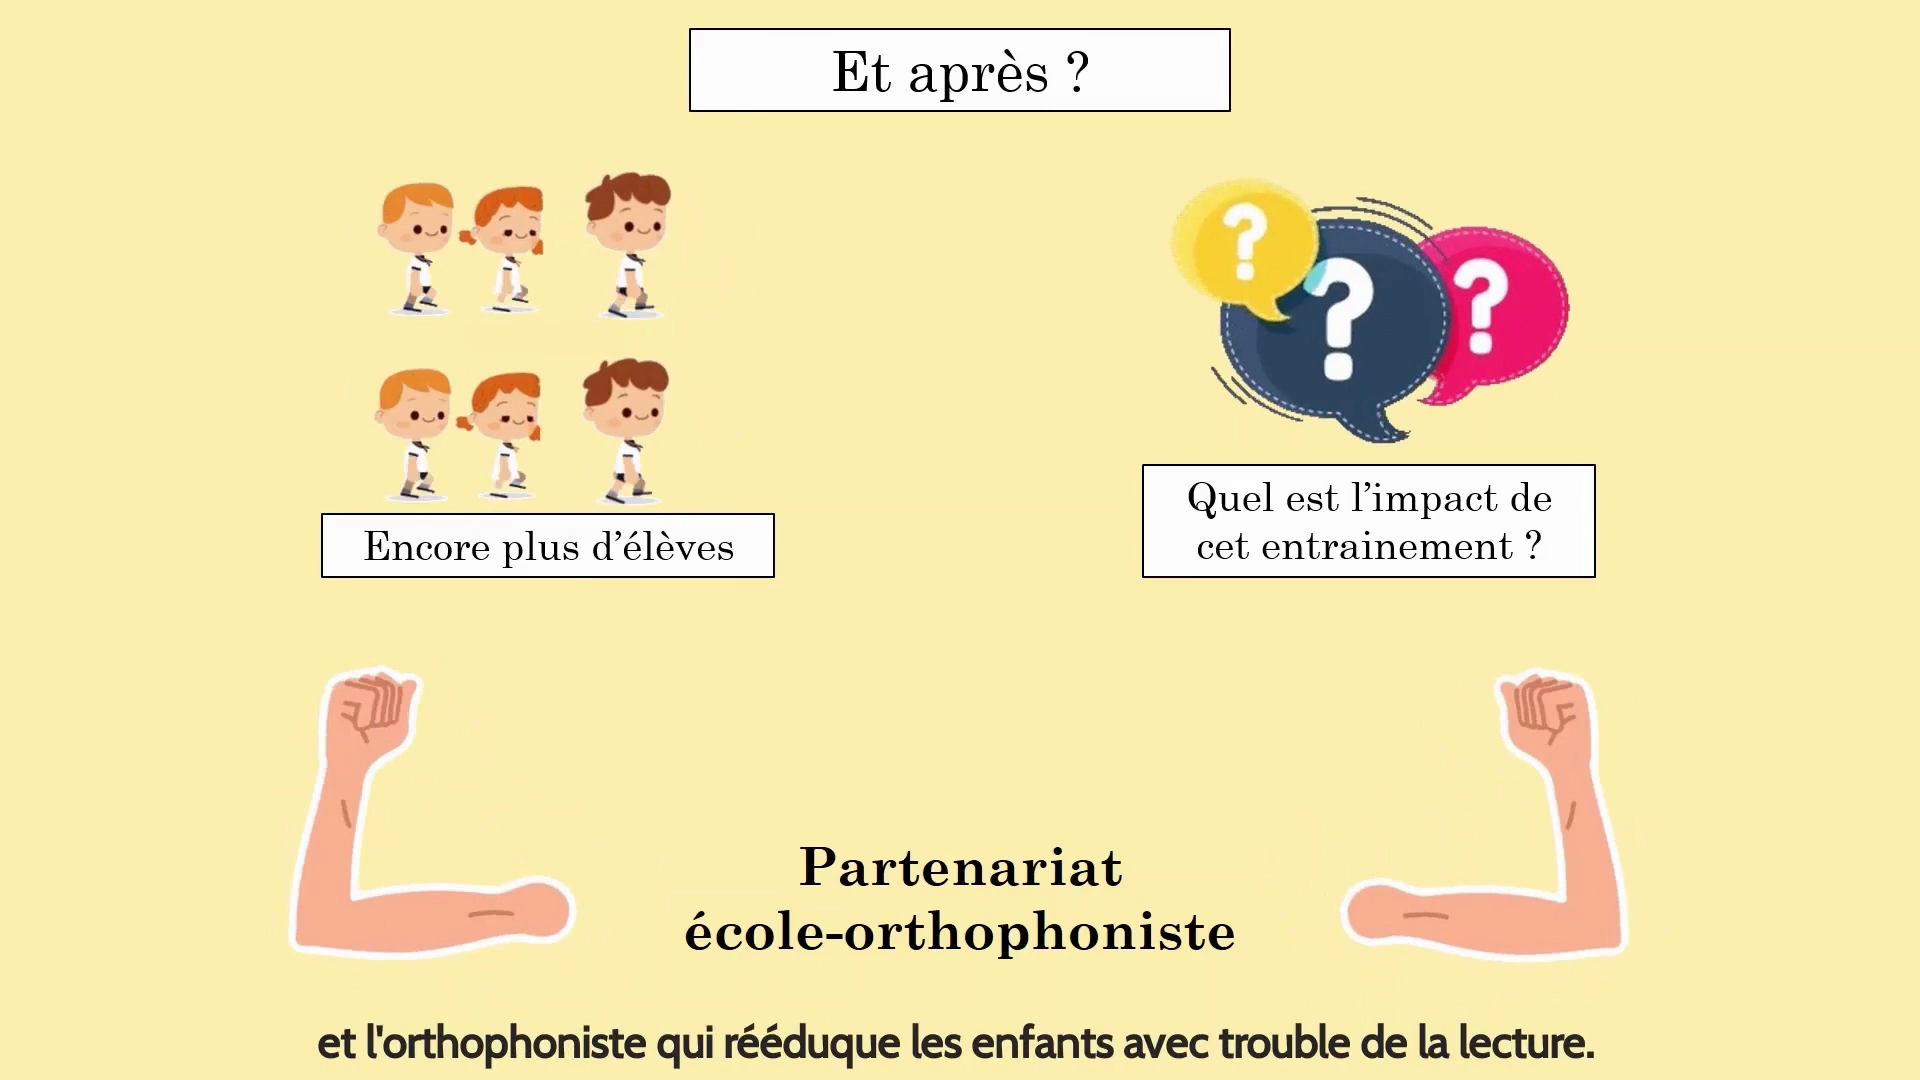 Et après ?
Encore plus d’élèves
Quel est l’impact de
cet entrainement ?
Partenariat
école-orthophoniste
et l'orthophoniste qui rééduque les enfants avec trouble de la lecture.